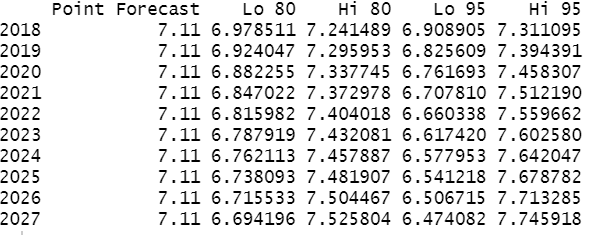 Point Forecast Lo 80 Hi 80 Lo 95 Hi 95
2018 7.11 6.978511 7.241489 6.908905 7.311095
2019 7.11 6.924047 7.295953 6.825609 7.394391
2020 7.11 6.882255 7.337745 6.761693 7.458307
2021 7.11 6.847022 7.372978 6.707810 7.512190
2022 7.11 6.815982 7.404018 6.660338 7.559662
2023 7.11 6.787919 7.432081 6.617420 7.602580
2024 7.11 6.762113 7.457887 6.577953 7.642047
2025 7.11 6.738093 7.481907 6.541218 7.678782
2026 7.11 6.715533 7.504467 6.506715 7.713285
2027 7.11 6.694196 7.525804 6.474082 7.745918